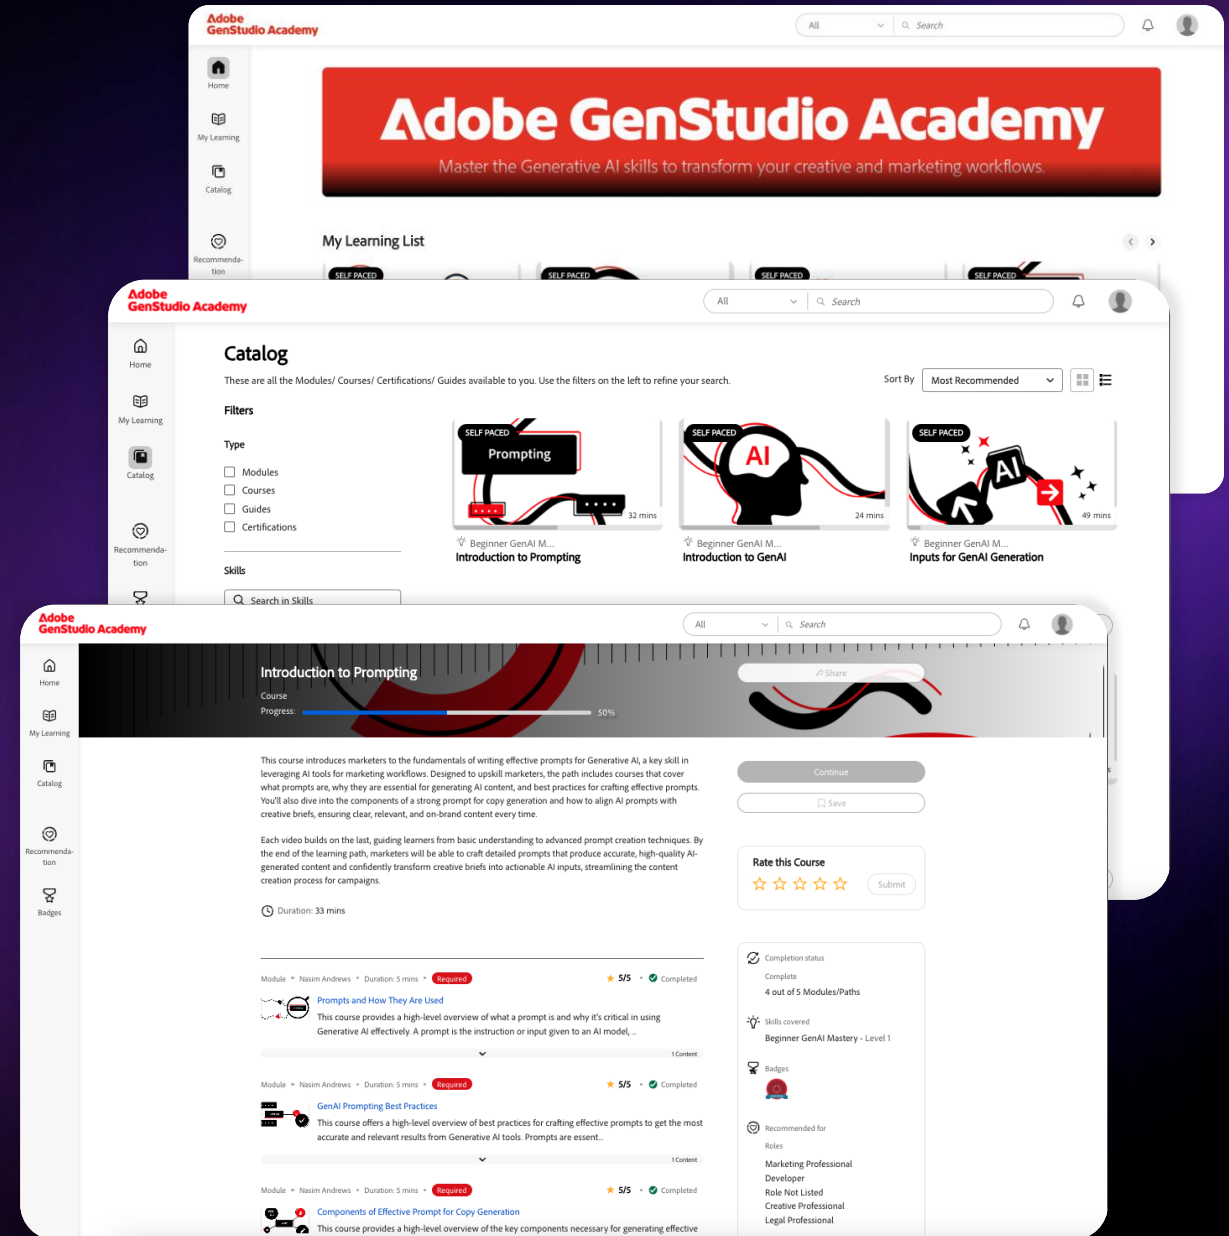 Adobe
GenStudio Academy
All
Search
Home
My Learning
Catalog
Recommenda-
tion
Adobe GenStudio Academy
Master the Generative AI skills to transform your creative and marketing workflows.
My Learning List
SELF PACED
SELF PACED
SELF PACED
SELF PACED
Adobe
GenStudio Academy
All
Search
Home
My Learning
Catalog
Recommenda-
tion
Catalog
These are all the Modules/ Courses/ Certifications/ Guides available to you. Use the filters on the left to refine your search.
Sort By
Most Recommended
Filters
Type
Modules
Courses
Guides
Certifications
Skills
Search in Skills
SELF PACED
Prompting
32 mins
Beginner GenAI M...
Introduction to Prompting
SELF PACED
AI
24 mins
Beginner GenAI M...
Introduction to GenAI
SELF PACED
AI
49 mins
Beginner GenAI M...
Inputs for GenAI Generation
Adobe
GenStudio Academy
All
Search
Home
My Learning
Catalog
Recommenda-
tion
Badges
Introduction to Prompting
Course
Progress:
50%
Share
This course introduces marketers to the fundamentals of writing effective prompts for Generative AI, a key skill in
leveraging AI tools for marketing workflows. Designed to upskill marketers, the path includes courses that cover
what prompts are, why they are essential for generating AI content, and best practices for crafting effective prompts.
You'll also dive into the components of a strong prompt for copy generation and how to align AI prompts with
creative briefs, ensuring clear, relevant, and on-brand content every time.
Each video builds on the last, guiding learners from basic understanding to advanced prompt creation techniques. By
the end of the learning path, marketers will be able to craft detailed prompts that produce accurate, high-quality AI-
generated content and confidently transform creative briefs into actionable AI inputs, streamlining the content
creation process for campaigns.
Duration: 33 mins
Module • Nasim Andrews • Duration: 5 mins • Required
5/5 • Completed
Prompts and How They Are Used
This course provides a high-level overview of what a prompt is and why it's critical in using
Generative AI effectively. A prompt is the instruction or input given to an AI model, ...
1 Content
Module • Nasim Andrews • Duration: 5 mins • Required
5/5 • Completed
GenAI Prompting Best Practices
This course offers a high-level overview of best practices for crafting effective prompts to get the most
accurate and relevant results from Generative AI tools. Prompts are essent...
1 Content
Module • Nasim Andrews • Duration: 5 mins • Required
5/5 • Completed
Components of Effective Prompt for Copy Generation
This course provides a high-level overview of the key components necessary for generating effective
Continue
Save
Rate this Course
Submit
Completion status
Complete
4 out of 5 Modules/Paths
Skills covered
Beginner GenAI Mastery - Level 1
Badges
Recommended for
Roles
Marketing Professional
Developer
Role Not Listed
Creative Professional
Legal Professional